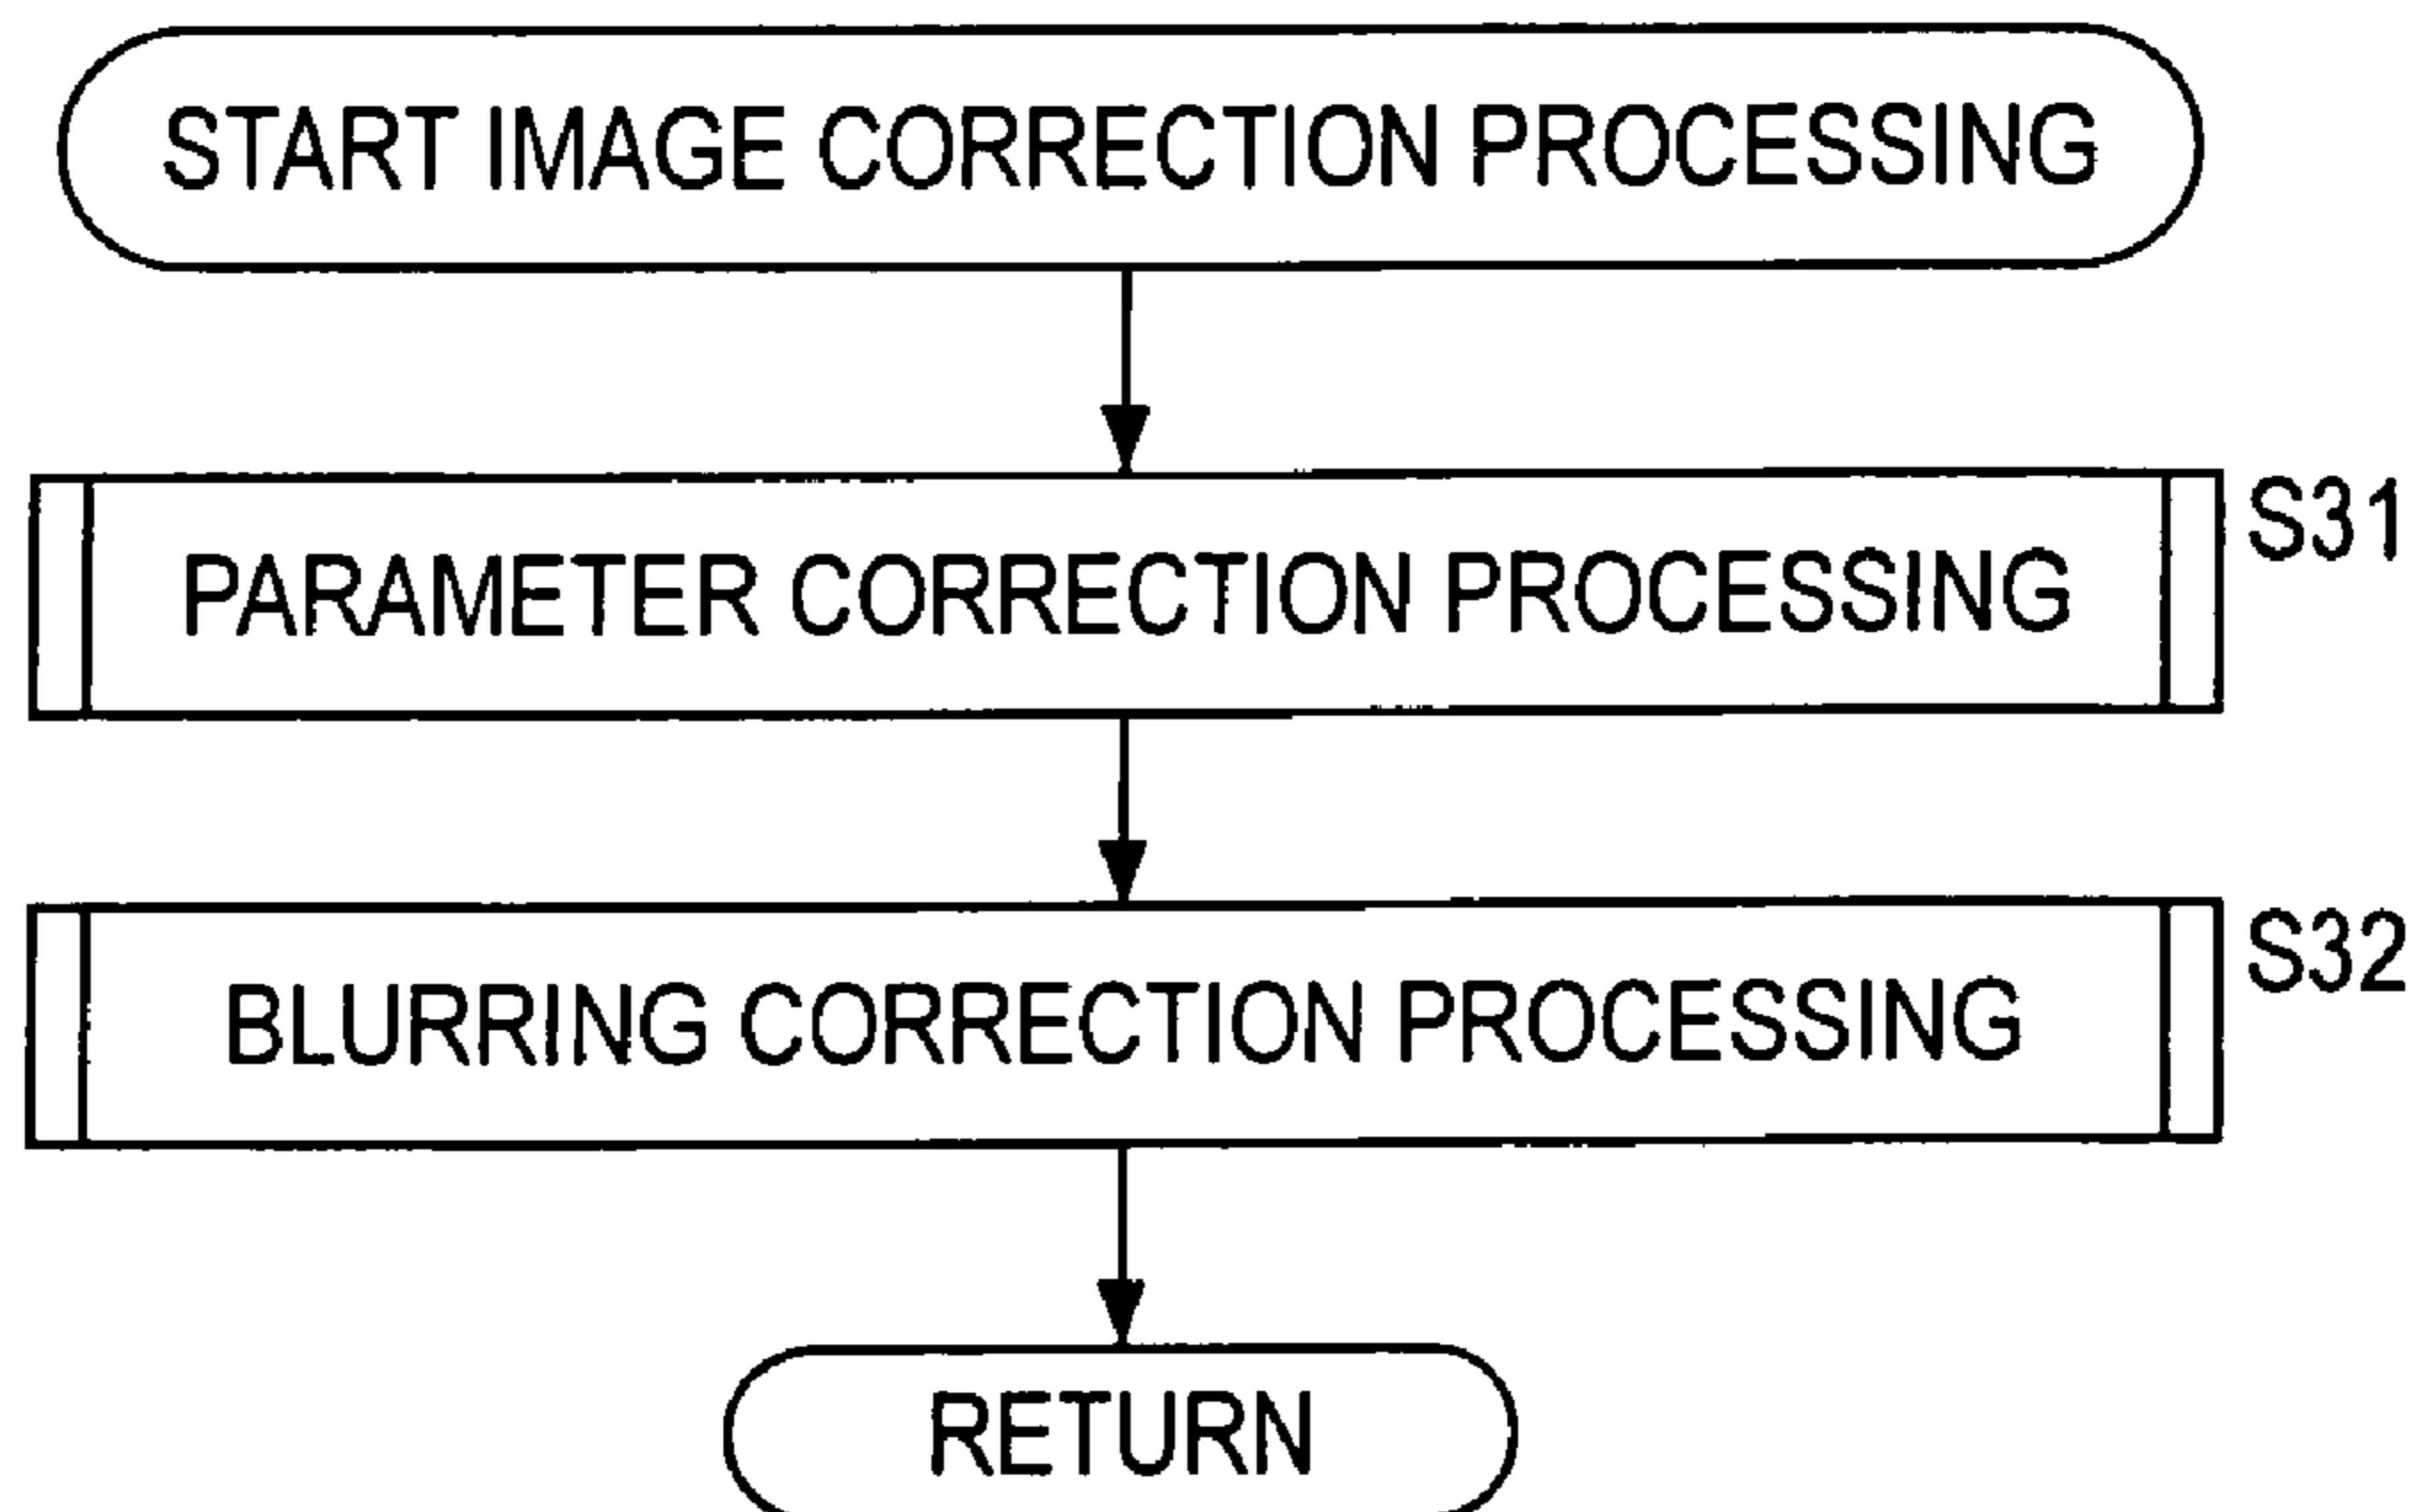 START IMAGE CORRECTION PROCESSING
S31
PARAMETER CORRECTION PROCESSING
S32
BLURRING CORRECTION PROCESSING
RETURN